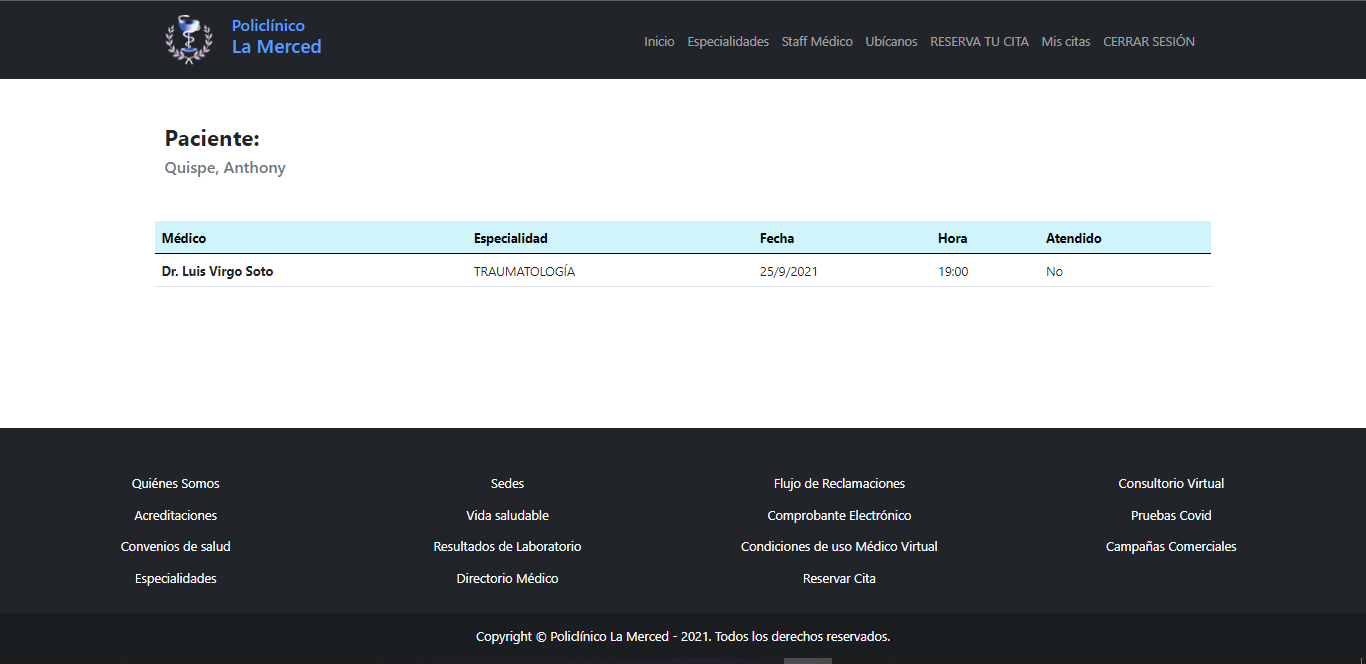 Policlínico
La Merced
Inicio Especialidades Staff Médico Ubícanos RESERVA TU CITA Mis citas CERRAR SESIÓN
Paciente:
Quispe, Anthony
Médico Especialidad Fecha Hora Atendido
Dr. Luis Virgo Soto TRAUMATOLOGÍA 25/9/2021 19:00 No
Quiénes Somos Sedes Flujo de Reclamaciones Consultorio Virtual
Acreditaciones Vida saludable Comprobante Electrónico Pruebas Covid
Convenios de salud Resultados de Laboratorio Condiciones de uso Médico Virtual Campañas Comerciales
Especialidades Directorio Médico Reservar Cita
Copyright © Policlínico La Merced - 2021. Todos los derechos reservados.